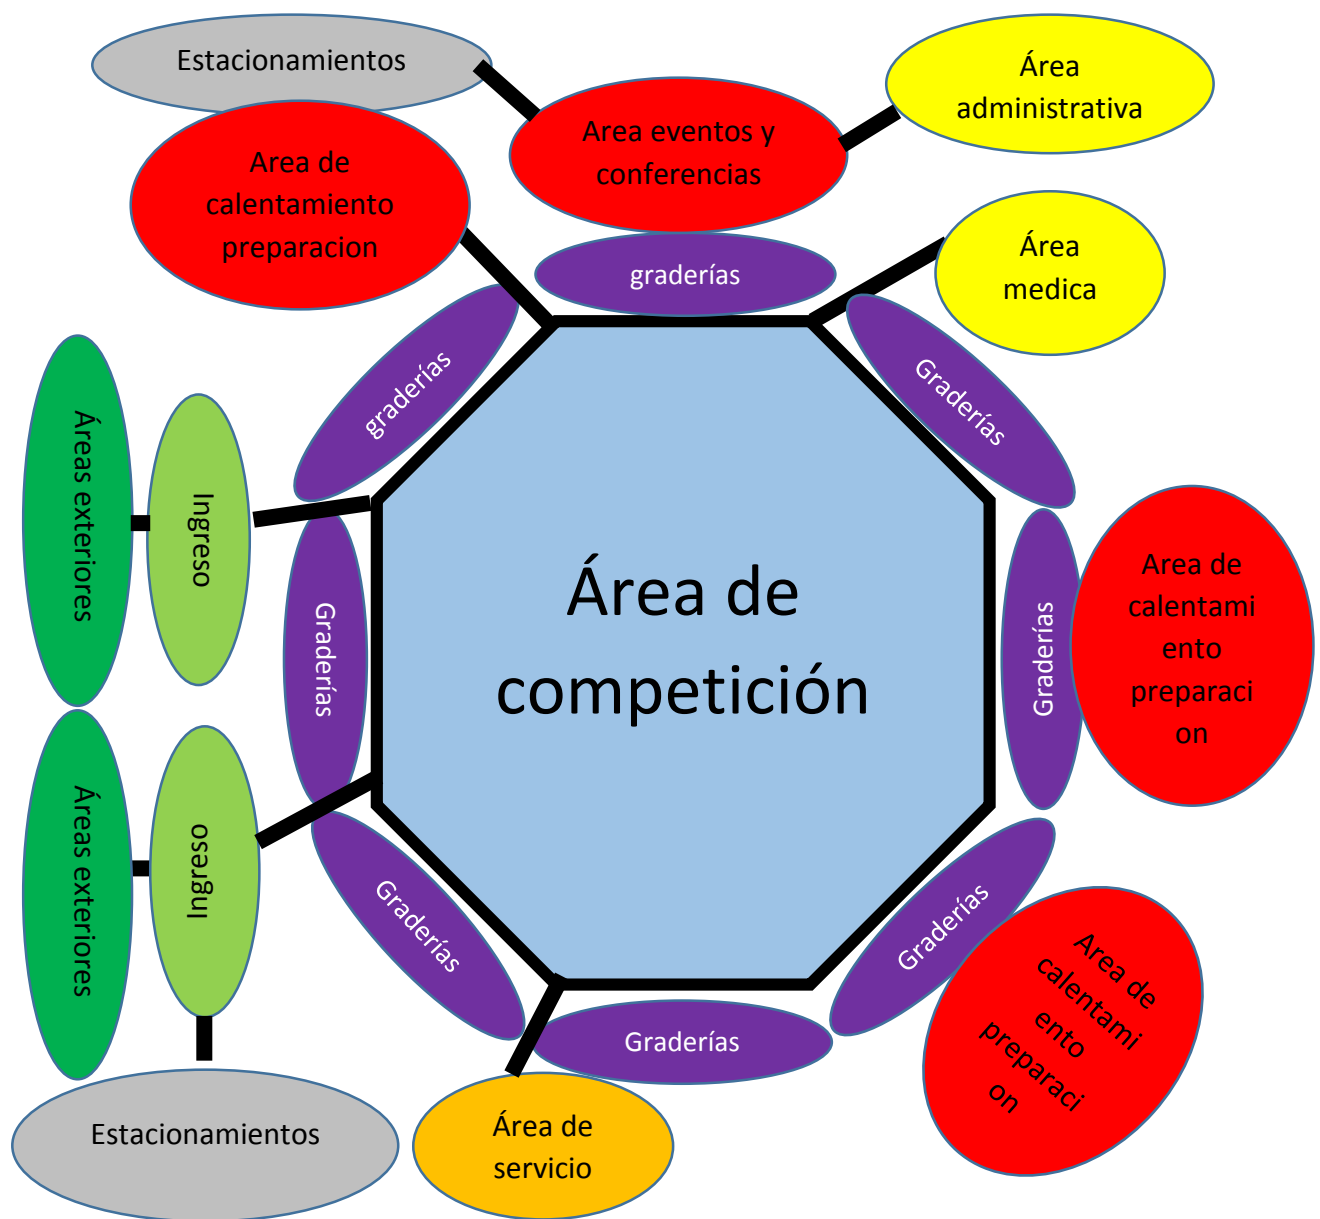 Estacionamientos
Área
administrativa
Area eventos y
conferencias
Area de
calentamiento
preparacion
Área
medica
graderías
graderías
Graderías
Áreas exteriores
Ingreso
Área de
competición
Graderías
Graderías
Area de
calentami
ento
preparaci
on
Áreas exteriores
Ingreso
Graderías
Graderías
Graderías
Area de
calentami
ento
preparaci
on
Estacionamientos
Área de
servicio